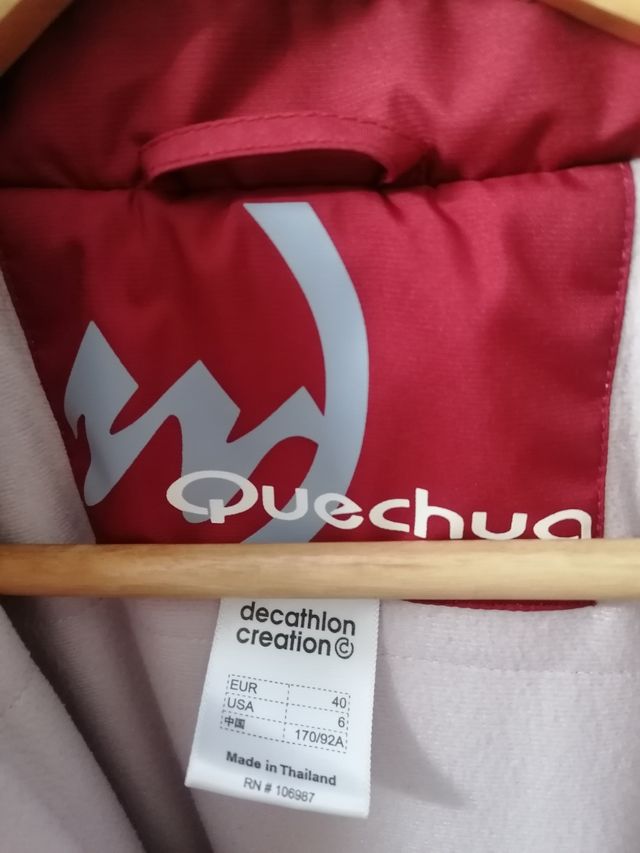 Quechua
decathlon
creation©
EUR 40
USA 6
中国 170/92A
Made in Thailand
RN # 106987